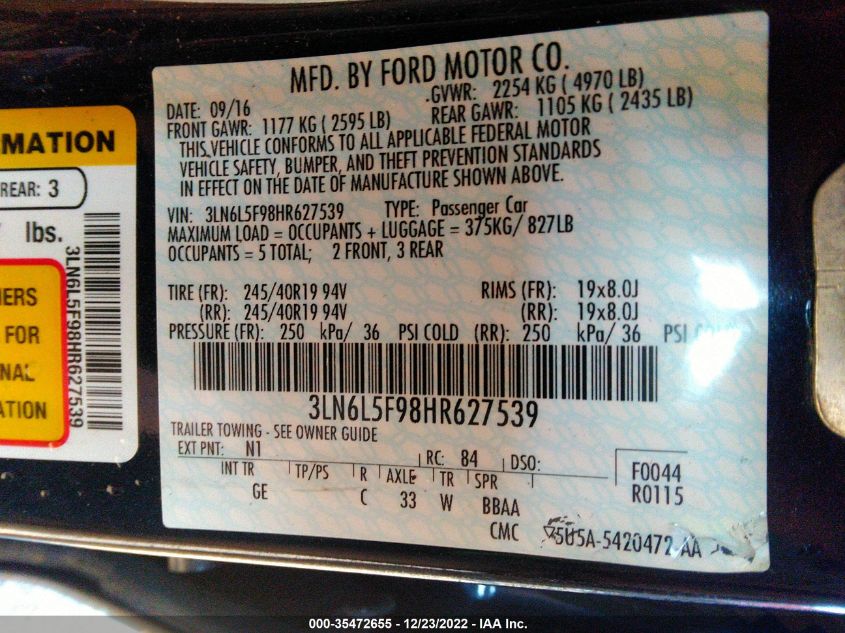 MFD. BY FORD MOTOR CO.
DATE: 09/16
GVWR: 2254 KG ( 4970 LB)
FRONT GAWR: 1177 KG ( 2595 LB)
REAR GAWR: 1105 KG ( 2435 LB)
THIS VEHICLE CONFORMS TO ALL APPLICABLE FEDERAL MOTOR
VEHICLE SAFETY, BUMPER, AND THEFT PREVENTION STANDARDS
IN EFFECT ON THE DATE OF MANUFACTURE SHOWN ABOVE.
VIN: 3LN6L5F98HR627539 TYPE: Passenger Car
MAXIMUM LOAD = OCCUPANTS + LUGGAGE = 375KG/ 827LB
OCCUPANTS = 5 TOTAL; 2 FRONT, 3 REAR
TIRE (FR): 245/40R19 94V RIMS (FR): 19x8.0J
(RR): 245/40R19 94V (RR): 19x8.0J
PRESSURE (FR): 250 kPa/ 36 PSI COLD (RR): 250 kPa/ 36 PSI COLD
3LN6L5F98HR627539
TRAILER TOWING - SEE OWNER GUIDE
EXT PNT: N1 RC: 84 DSO:
INT TR TP/PS R AXLE TR SPR
GE C 33 W BBAA
CMC
F0044
R0115
5U5A-5420472-AA
MATION
REAR: 3
lbs.
3LN6L5F98HR627539
FOR
000-35472655 - 12/23/2022 - IAA Inc.